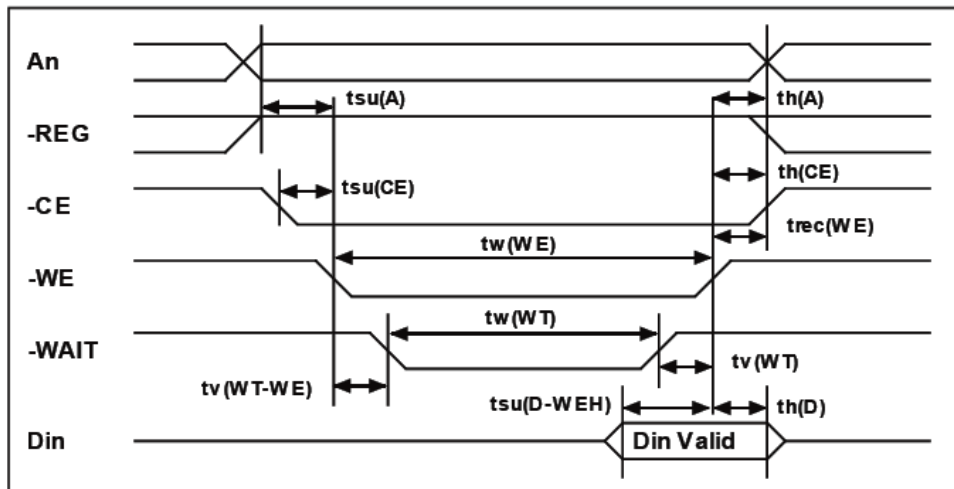 An
tsu(A)
th(A)
-REG
tsu(CE)
th(CE)
-CE
trec(WE)
tw(WE)
-WE
tw(WT)
-WAIT
tv(WT-WE)
tv(WT)
tsu(D-WEH)
th(D)
Din
Din Valid